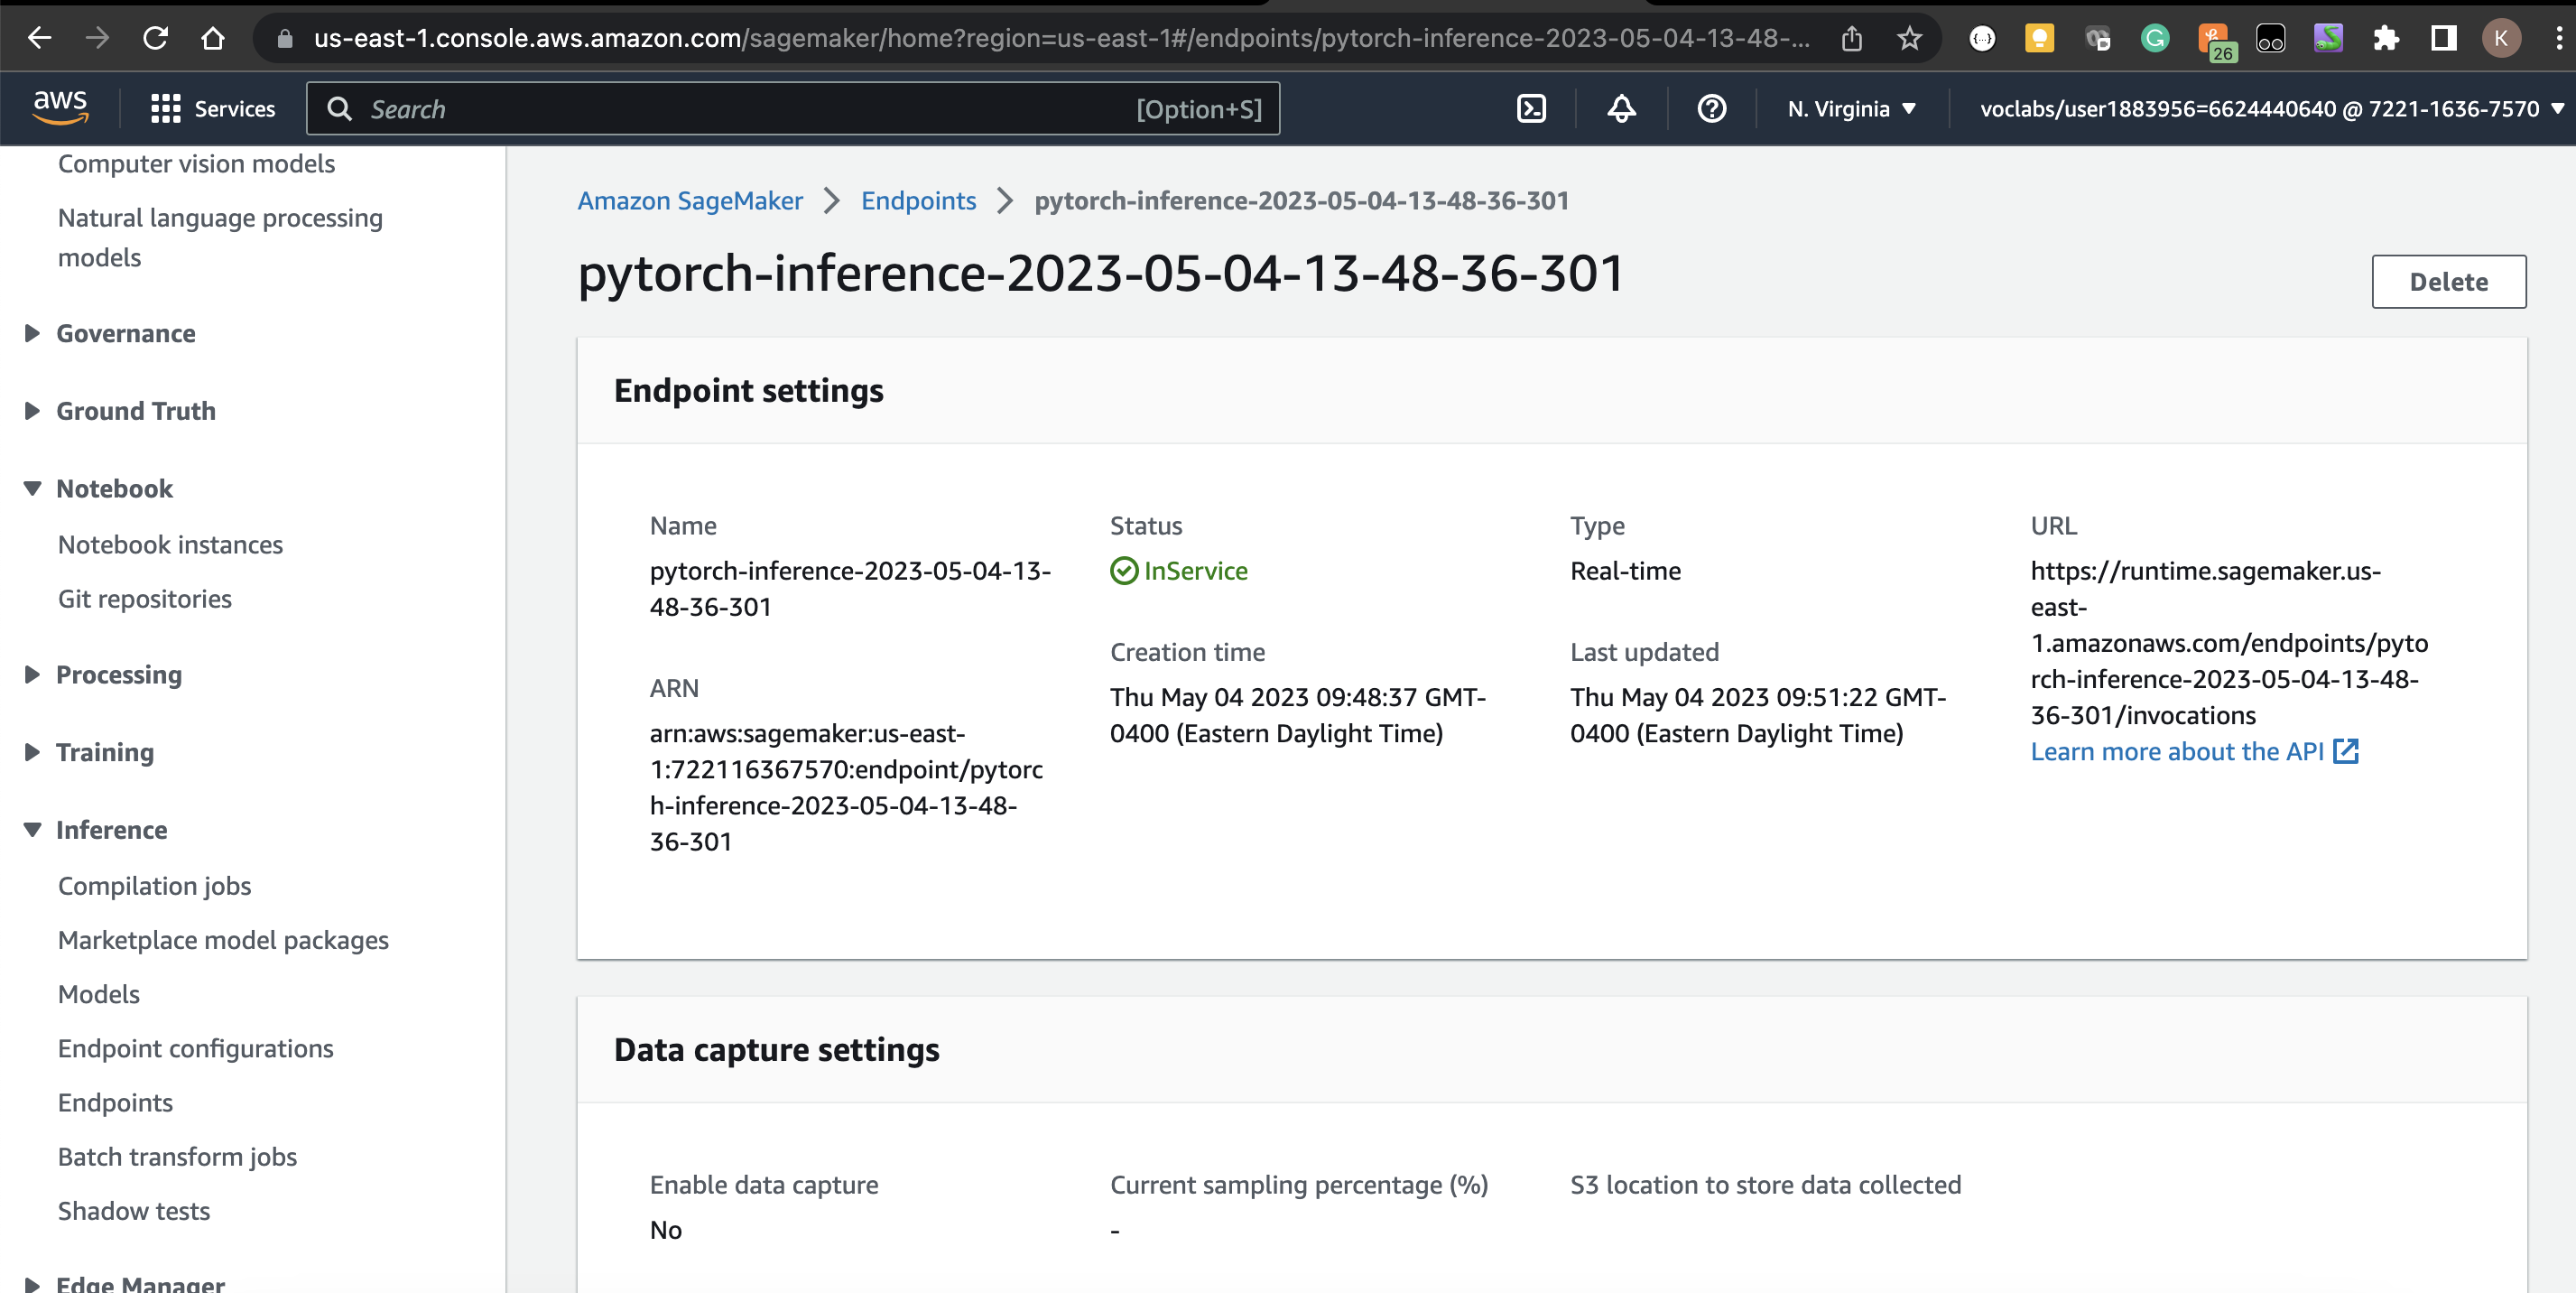 us-east-1.console.aws.amazon.com/sagemaker/home?region=us-east-1#/endpoints/pytorch-inference-2023-05-04-13-48-...
26
K
aws
Services
Search
[Option+S]
N. Virginia
voclabs/user1883956=6624440640 @ 7221-1636-7570
Computer vision models
Natural language processing
models
Governance
Ground Truth
Notebook
Notebook instances
Git repositories
Processing
Training
Inference
Compilation jobs
Marketplace model packages
Models
Endpoint configurations
Endpoints
Batch transform jobs
Shadow tests
Edge Manager
Amazon SageMaker > Endpoints > pytorch-inference-2023-05-04-13-48-36-301
pytorch-inference-2023-05-04-13-48-36-301
Delete
Endpoint settings
Name
pytorch-inference-2023-05-04-13-
48-36-301
ARN
arn:aws:sagemaker:us-east-
1:722116367570:endpoint/pytorc
h-inference-2023-05-04-13-48-
36-301
Status
InService
Creation time
Thu May 04 2023 09:48:37 GMT-
0400 (Eastern Daylight Time)
Type
Real-time
Last updated
Thu May 04 2023 09:51:22 GMT-
0400 (Eastern Daylight Time)
URL
https://runtime.sagemaker.us-
east-
1.amazonaws.com/endpoints/pyto
rch-inference-2023-05-04-13-48-
36-301/invocations
Learn more about the API
Data capture settings
Enable data capture
No
Current sampling percentage (%)
-
S3 location to store data collected